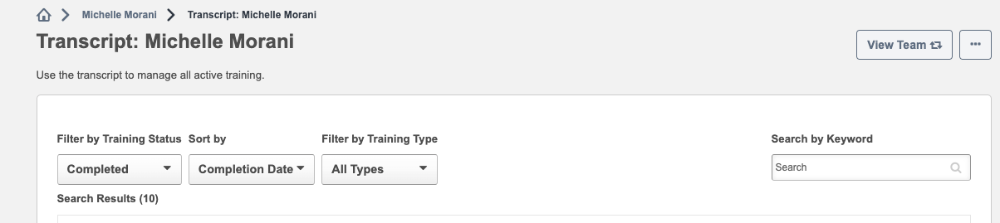 Michelle Morani Transcript: Michelle Morani
Transcript: Michelle Morani
View Team ...
Use the transcript to manage all active training.
Filter by Training Status Sort by Filter by Training Type Search by Keyword
Completed Completion Date All Types Search
Search Results (10)